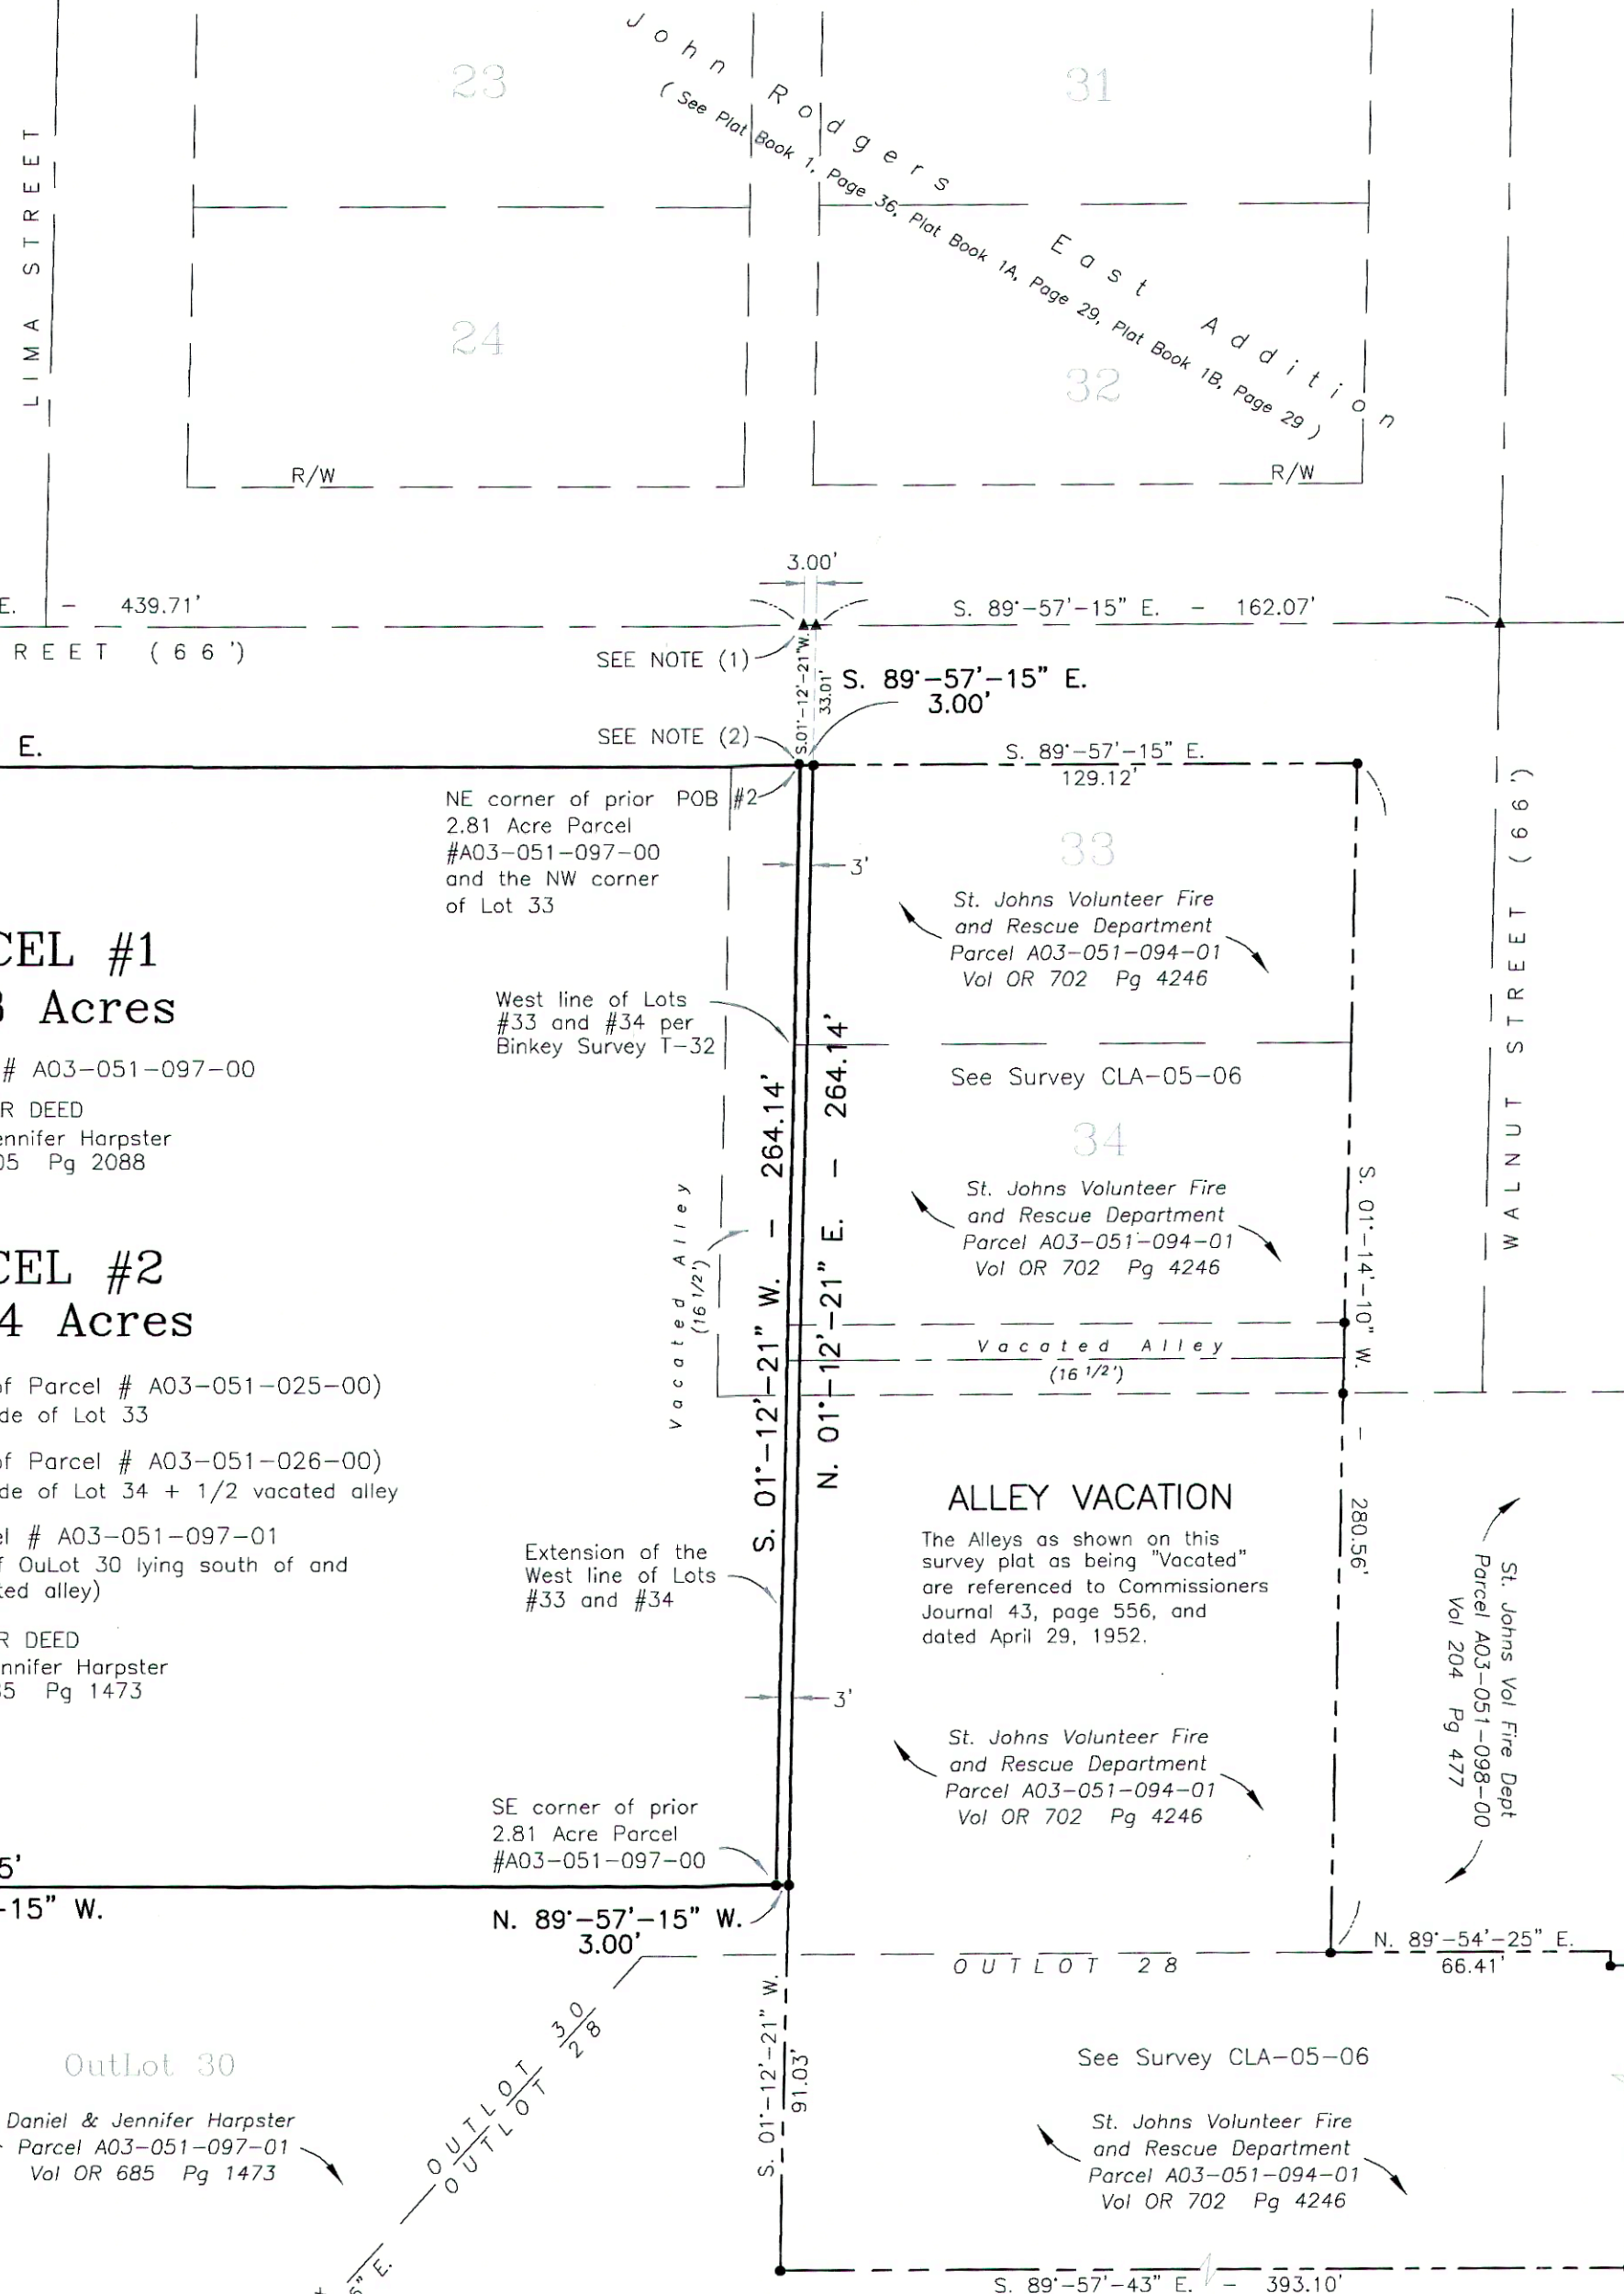 John Rodgers East Addition
( See Plat Book 1, Page 36, Plat Book 1A, Page 29, Plat Book 1B, Page 29 )
23
31
24
32
LIMA STREET
R/W
R/W
3.00'
E. - 439.71'
S. 89°-57'-15" E. - 162.07'
REET (66')
SEE NOTE (1)
S.01°-12'-21"W.
33.01'
S. 89°-57'-15" E.
3.00'
SEE NOTE (2)
E.
S. 89°-57'-15" E.
129.12'
NE corner of prior POB #2
2.81 Acre Parcel
#A03-051-097-00
and the NW corner
of Lot 33
3'
33
WALNUT STREET (66')
St. Johns Volunteer Fire
and Rescue Department
Parcel A03-051-094-01
Vol OR 702 Pg 4246
CEL #1
Acres
West line of Lots
#33 and #34 per
Binkey Survey T-32
# A03-051-097-00
R DEED
ennifer Harpster
05 Pg 2088
See Survey CLA-05-06
34
St. Johns Volunteer Fire
and Rescue Department
Parcel A03-051-094-01
Vol OR 702 Pg 4246
S. 01°-12'-21" W. - 264.14'
N. 01°-12'-21" E. - 264.14'
S. 01°-14'-10" W. - 280.56'
Vacated Alley
(16 1/2')
Vacated Alley
(16 1/2')
CEL #2
4 Acres
of Parcel # A03-051-025-00)
de of Lot 33
of Parcel # A03-051-026-00)
de of Lot 34 + 1/2 vacated alley
el # A03-051-097-01
f OuLot 30 lying south of and
ted alley)
R DEED
nnifer Harpster
85 Pg 1473
ALLEY VACATION
The Alleys as shown on this
survey plat as being "Vacated"
are referenced to Commissioners
Journal 43, page 556, and
dated April 29, 1952.
Extension of the
West line of Lots
#33 and #34
3'
St. Johns Vol Fire Dept
Parcel A03-051-098-00
Vol 204 Pg 477
St. Johns Volunteer Fire
and Rescue Department
Parcel A03-051-094-01
Vol OR 702 Pg 4246
SE corner of prior
2.81 Acre Parcel
#A03-051-097-00
5'
-15" W.
N. 89°-57'-15" W.
3.00'
N. 89°-54'-25" E.
66.41'
OUTLOT 28
S. 01°-12'-21" W.
91.03'
OUTLOT 30
OUTLOT 28
OutLot 30
Daniel & Jennifer Harpster
Parcel A03-051-097-01
Vol OR 685 Pg 1473
See Survey CLA-05-06
St. Johns Volunteer Fire
and Rescue Department
Parcel A03-051-094-01
Vol OR 702 Pg 4246
" E.
S. 89°-57'-43" E. - 393.10'